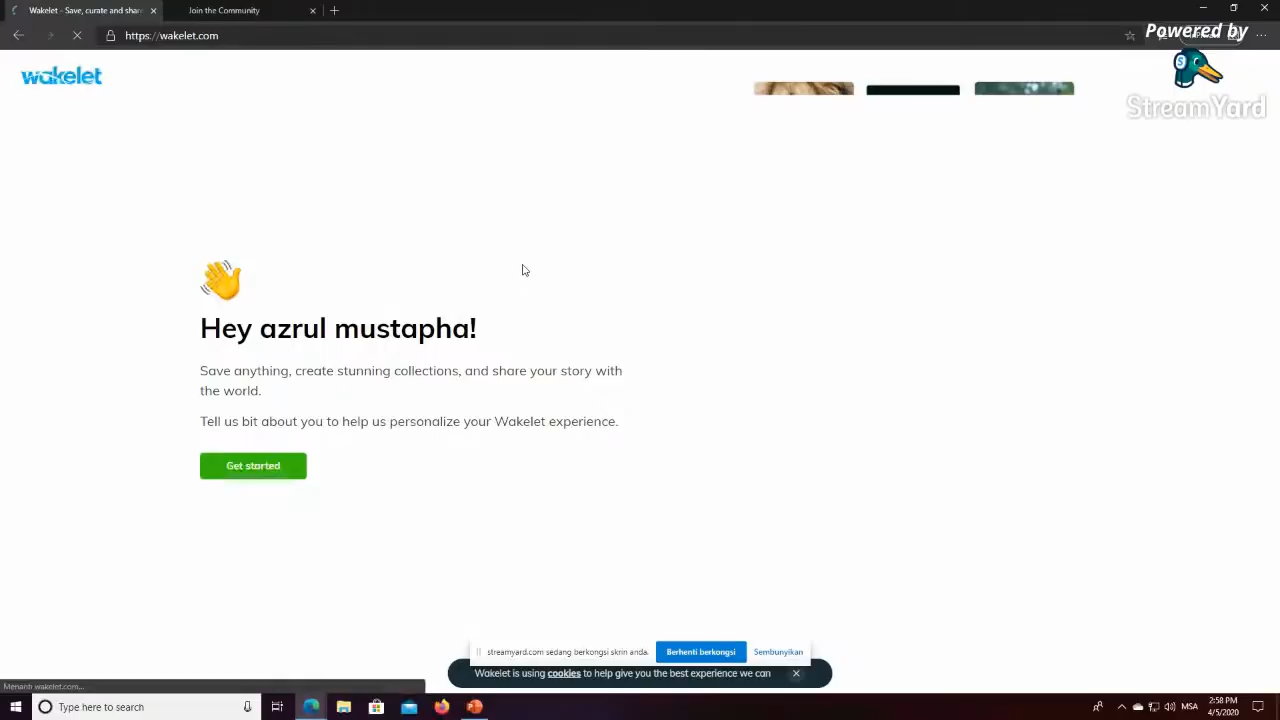 Wakelet - Save, curate and share
Join the Community
https://wakelet.com
Powered by
StreamYard
wakelet
Hey azrul mustapha!
Save anything, create stunning collections, and share your story with
the world.
Tell us bit about you to help us personalize your Wakelet experience.
Get started
streamyard.com sedang berkongsi skrin anda.
Berhenti berkongsi
Sembunyikan
Wakelet is using cookies to help give you the best experience we can
Menanti wakelet.com...
Type here to search
MSA
2:58 PM
4/5/2020